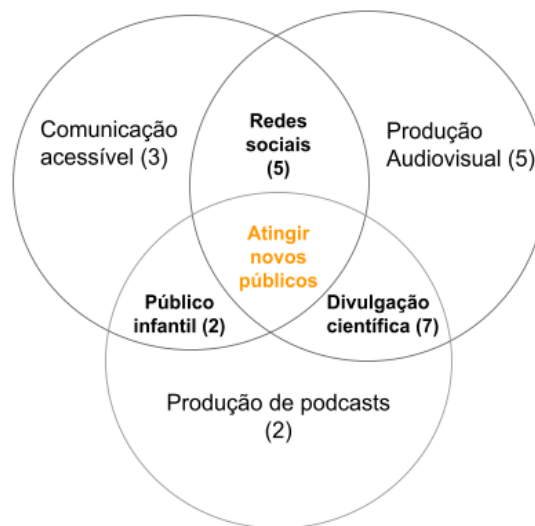 Comunicação
acessível (3)
Redes
sociais
(5)
Produção
Audiovisual (5)
Atingir
novos
públicos
Público
infantil (2)
Divulgação
científica (7)
Produção de podcasts
(2)